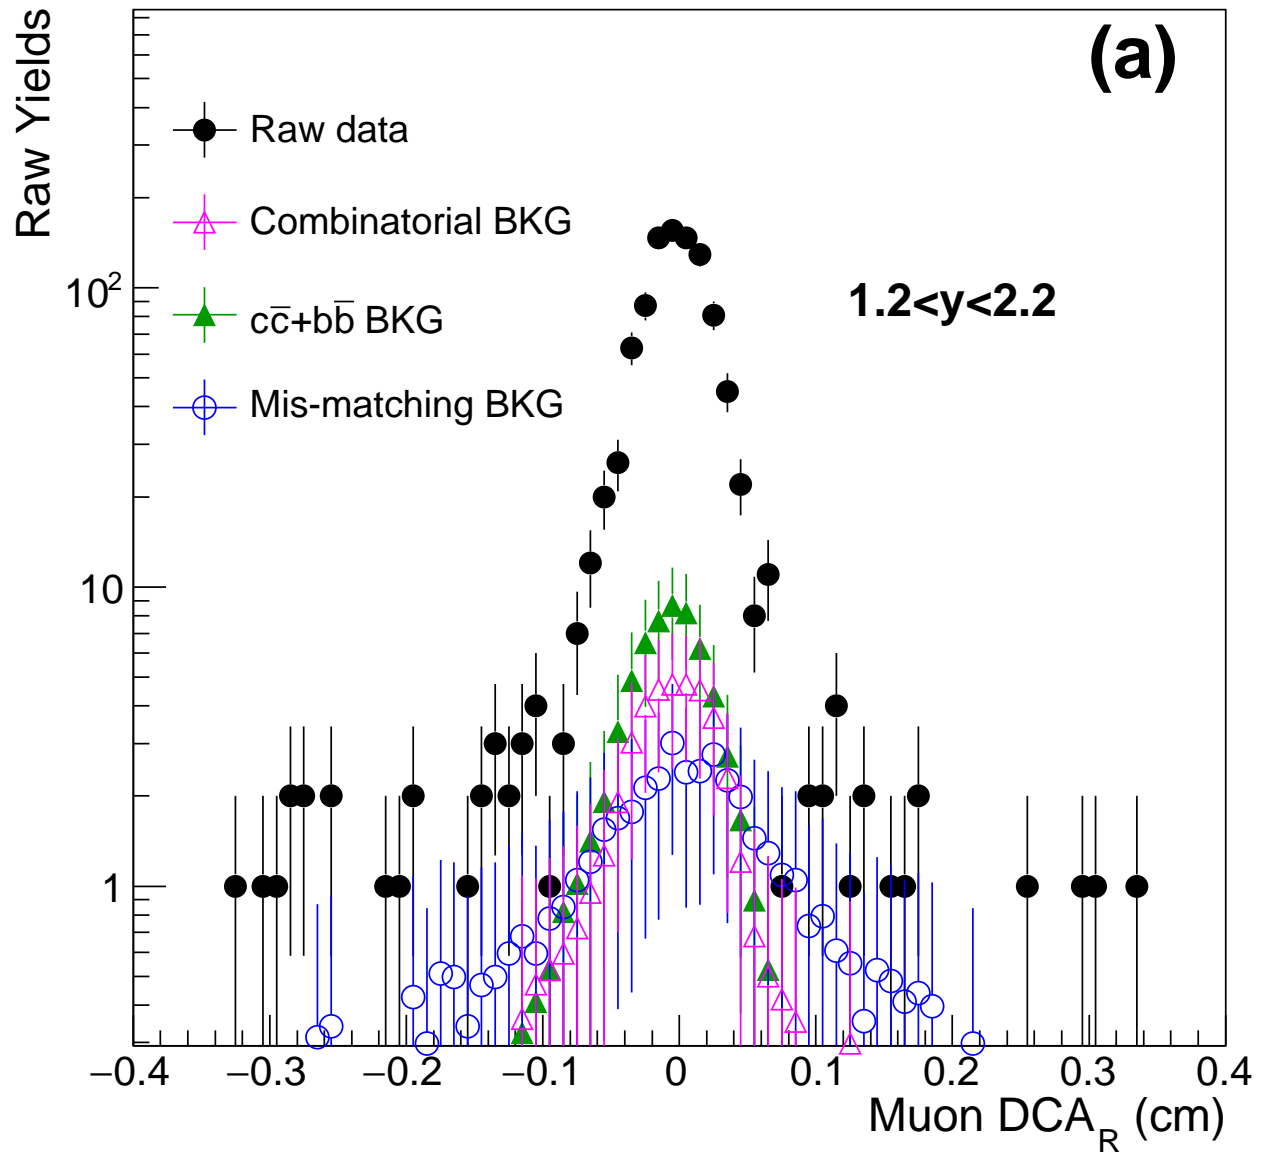 (a)
Raw Yields
Raw data
Combinatorial BKG
cc̅+bb̅ BKG
Mis-matching BKG
1.2<y<2.2
10²
10
1
−0.4 −0.3 −0.2 −0.1 0 0.1 0.2 0.3 0.4
Muon DCA_R (cm)